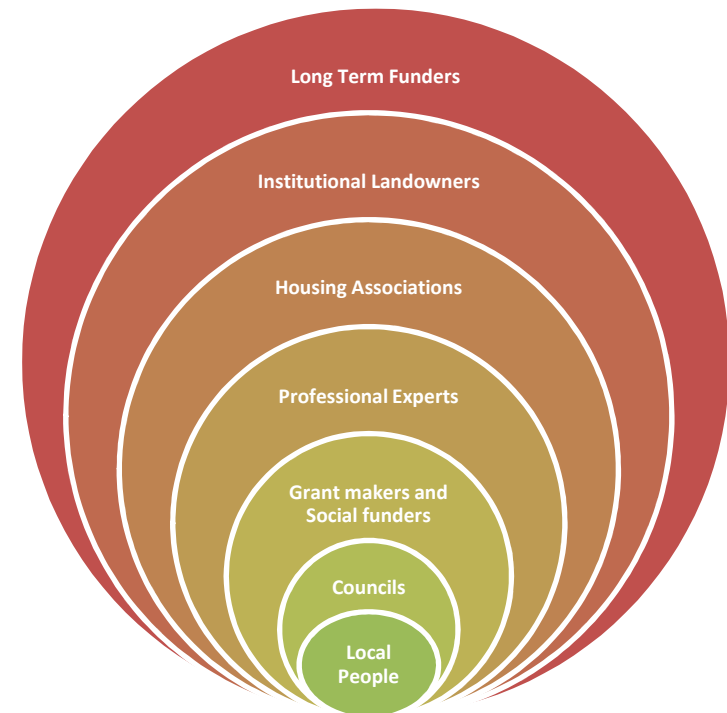 Long Term Funders
Institutional Landowners
Housing Associations
Professional Experts
Grant makers and
Social funders
Councils
Local
People